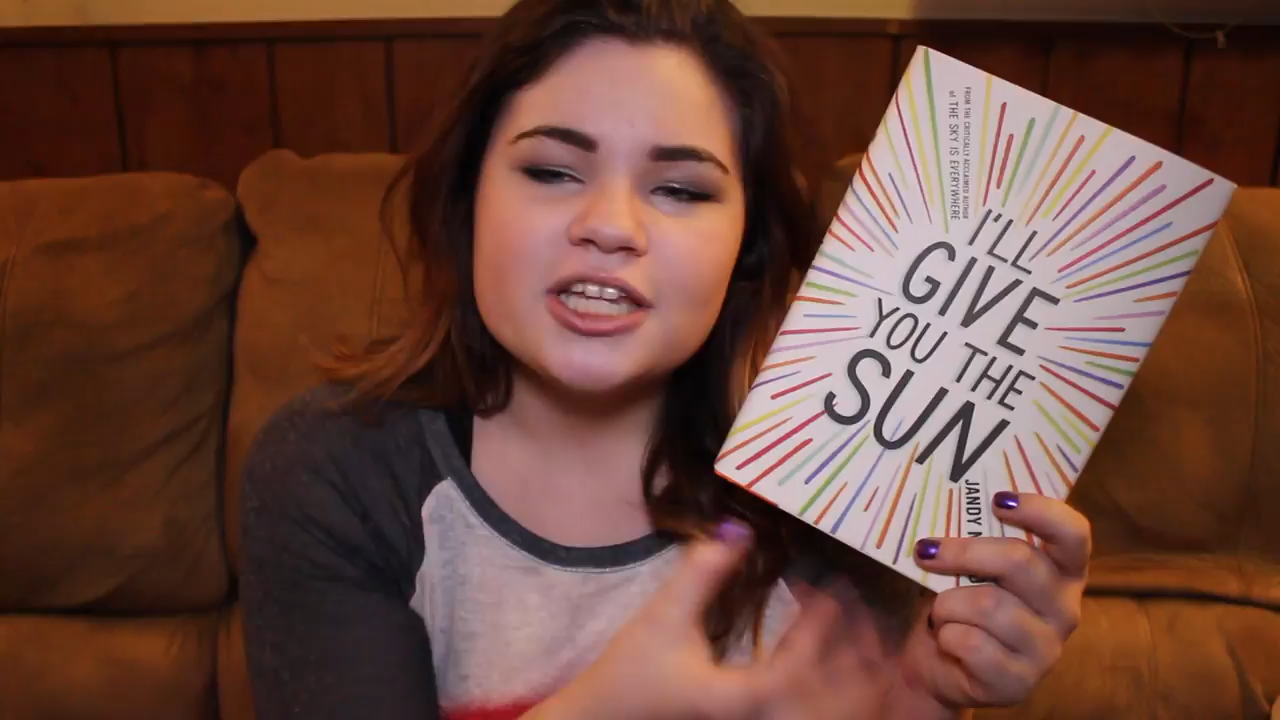 FROM THE CRITICALLY ACCLAIMED AUTHOR
of THE SKY IS EVERYWHERE
I'LL
GIVE
YOU THE
SUN
JANDY